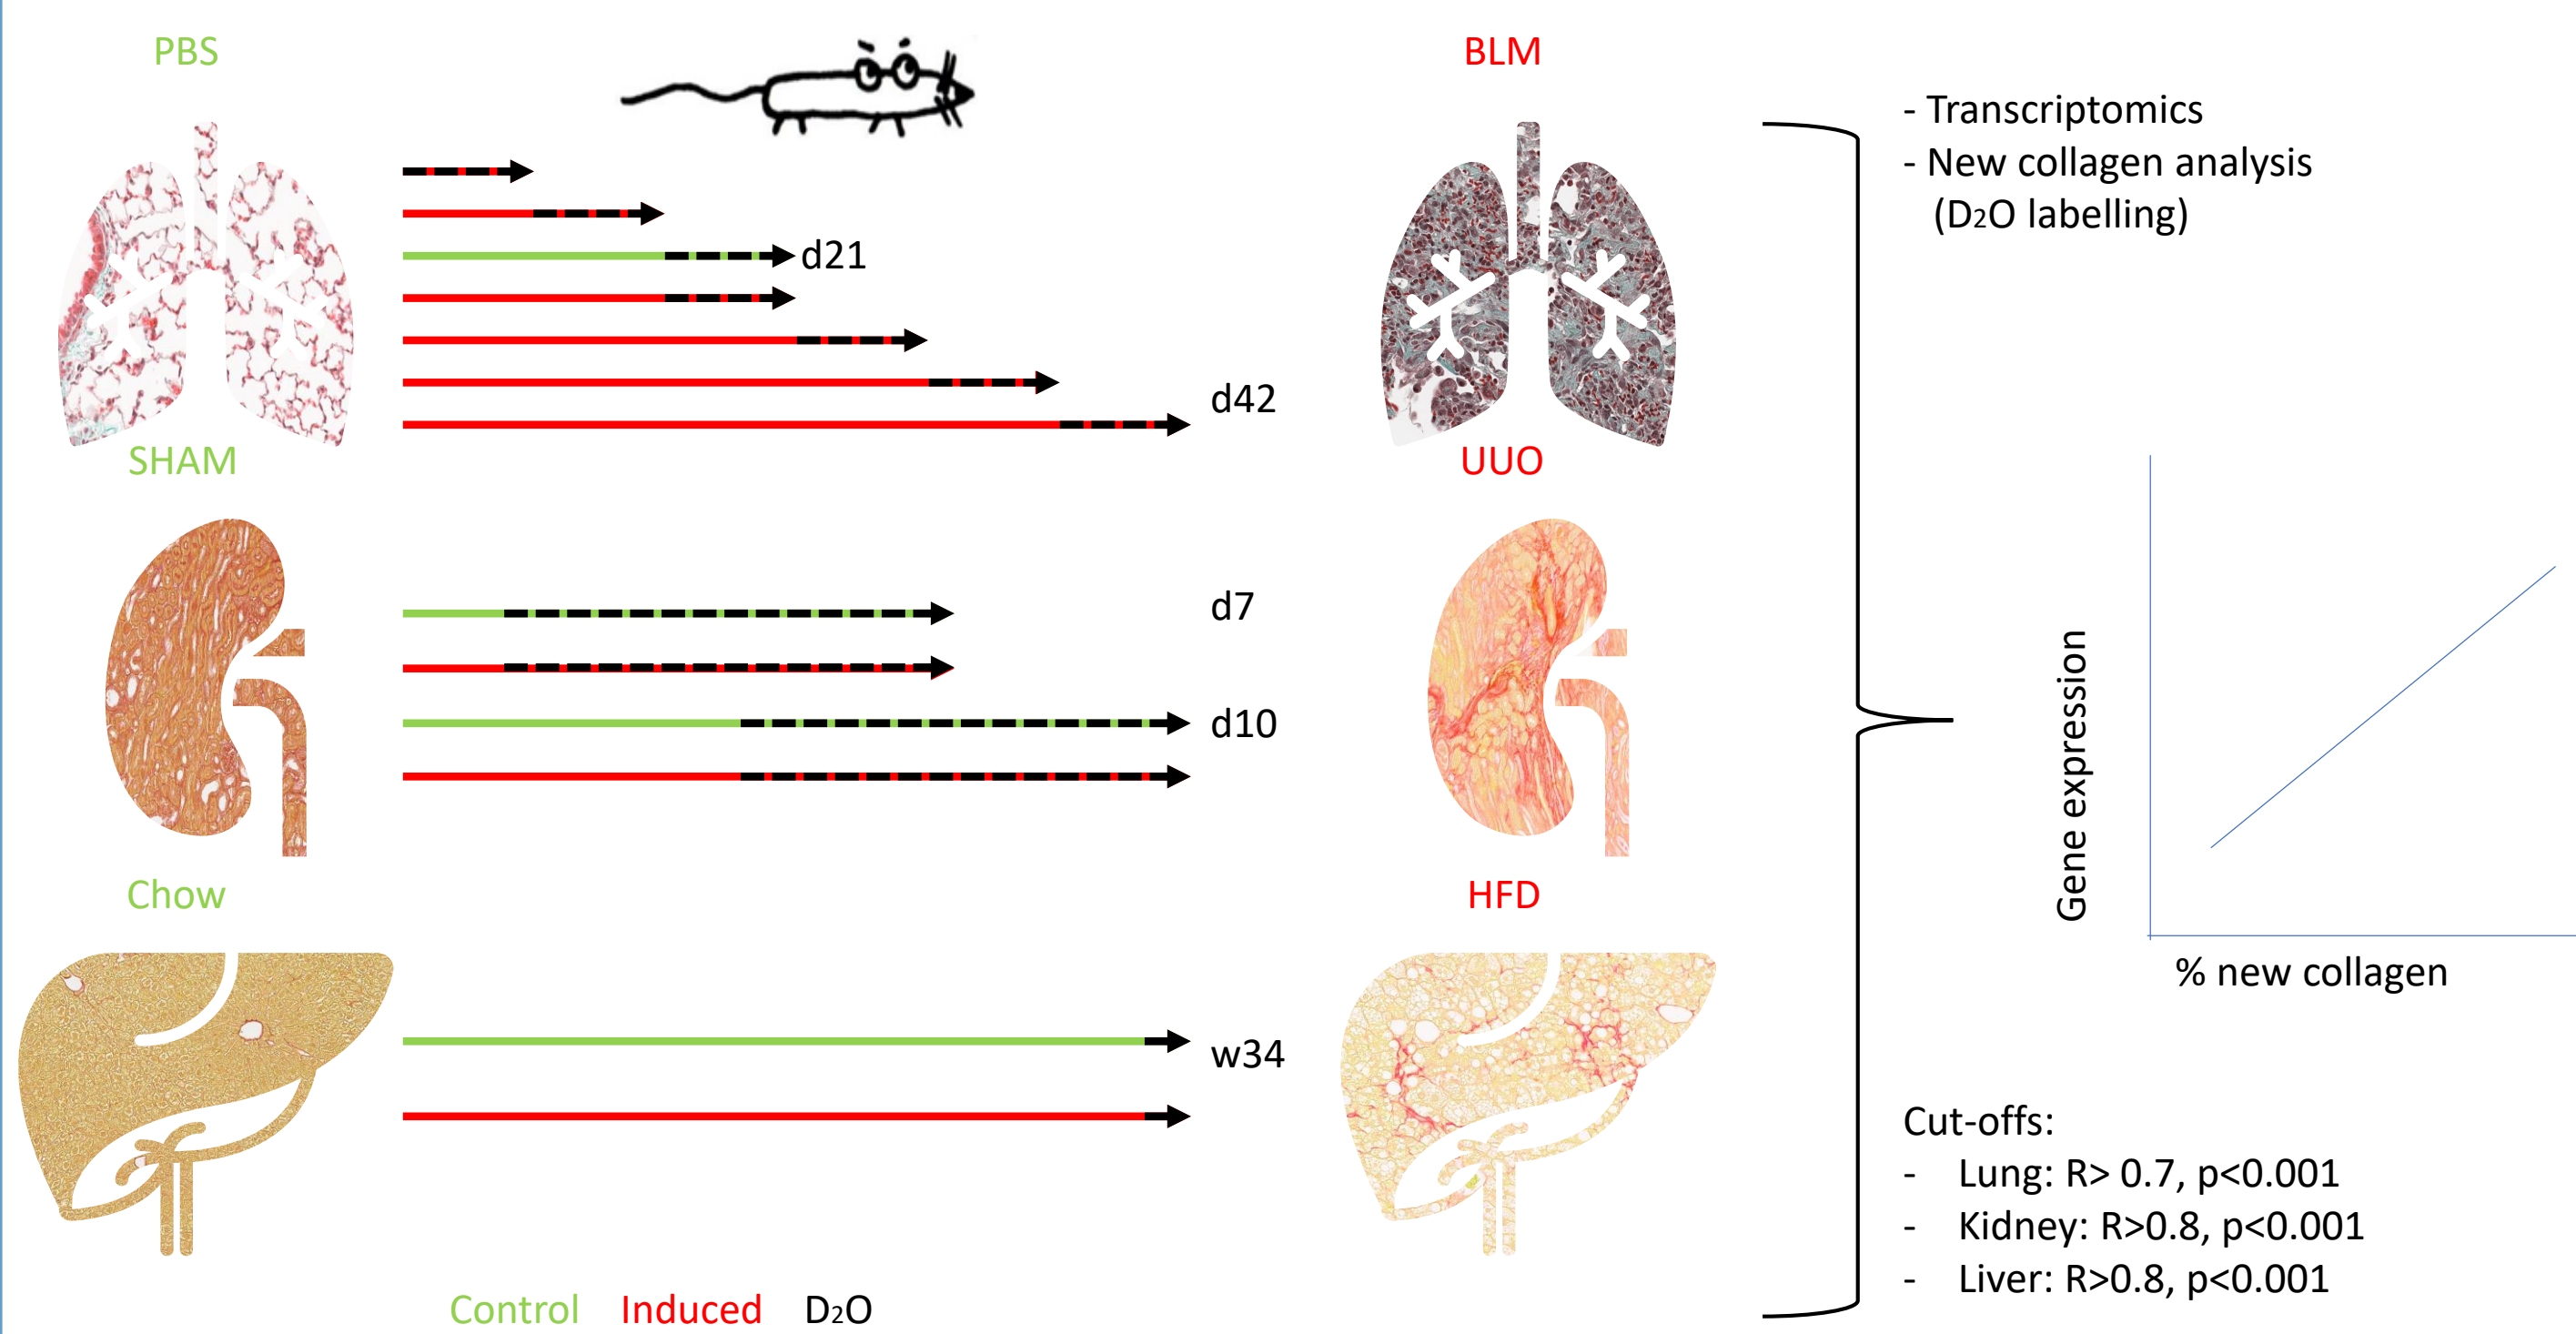 PBS
BLM
- Transcriptomics
- New collagen analysis
(D₂O labelling)
d21
d42
SHAM
UUO
d7
d10
Gene expression
% new collagen
Chow
HFD
w34
Cut-offs:
- Lung: R> 0.7, p<0.001
- Kidney: R>0.8, p<0.001
- Liver: R>0.8, p<0.001
Control Induced D₂O